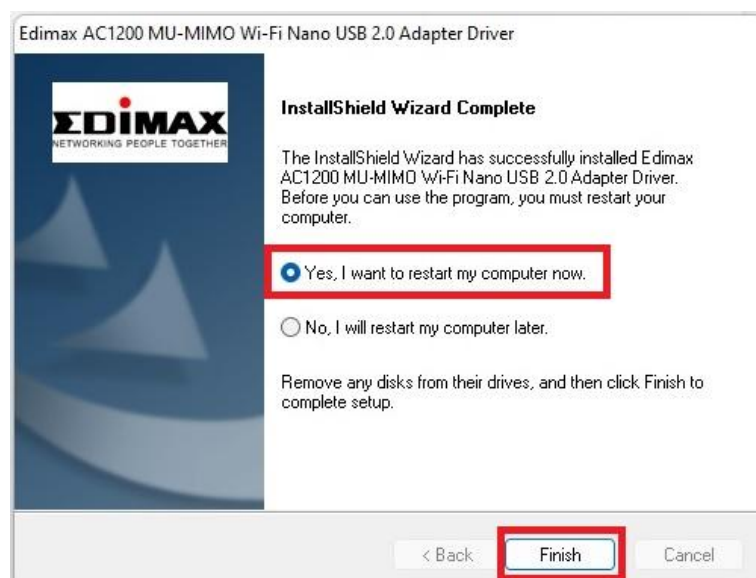 Edimax AC1200 MU-MIMO Wi-Fi Nano USB 2.0 Adapter Driver
EDiMAX
NETWORKING PEOPLE TOGETHER
InstallShield Wizard Complete
The InstallShield Wizard has successfully installed Edimax
AC1200 MU-MIMO Wi-Fi Nano USB 2.0 Adapter Driver.
Before you can use the program, you must restart your
computer.
Yes, I want to restart my computer now.
No, I will restart my computer later.
Remove any disks from their drives, and then click Finish to
complete setup.
< Back
Finish
Cancel